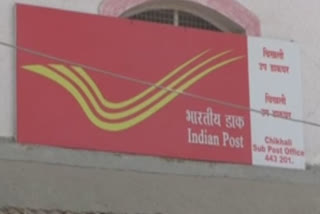 भारतीय डाक
Indian Post
चिखली
उप डाकघर
चिखली
उप डाकघर
Chikhali
Sub Post Office
443 201.